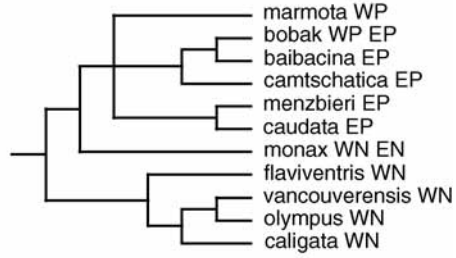 marmota WP
bobak WP EP
baibacina EP
camtschatica EP
menzbieri EP
caudata EP
monax WN EN
flaviventris WN
vancouverensis WN
olympus WN
caligata WN